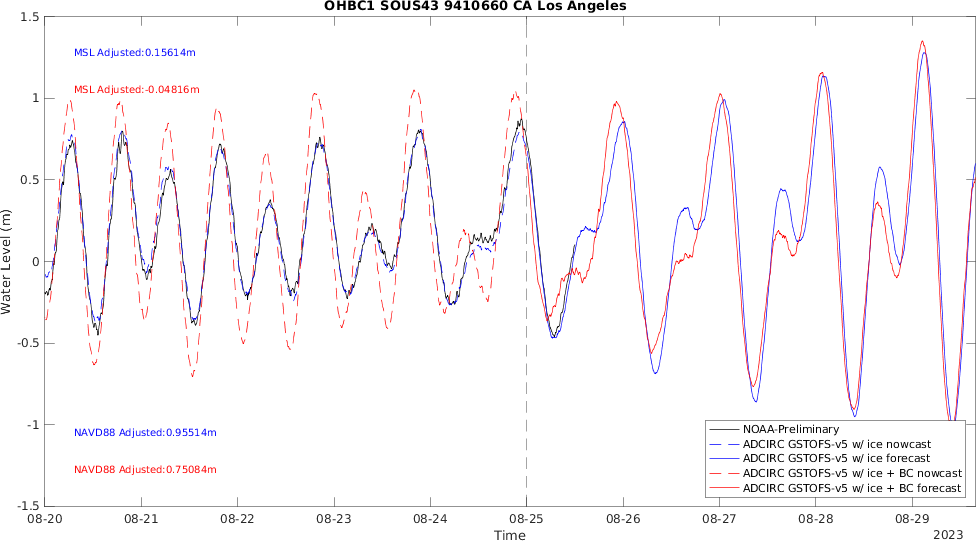 OHBC1 SOUS43 9410660 CA Los Angeles
1.5
1
0.5
0
-0.5
-1
-1.5
Water Level (m)
MSL Adjusted:0.15614m
MSL Adjusted:-0.04816m
NAVD88 Adjusted:0.95514m
NAVD88 Adjusted:0.75084m
NOAA-Preliminary
ADCIRC GSTOFS-v5 w/ ice nowcast
ADCIRC GSTOFS-v5 w/ ice forecast
ADCIRC GSTOFS-v5 w/ ice + BC nowcast
ADCIRC GSTOFS-v5 w/ ice + BC forecast
08-20 08-21 08-22 08-23 08-24 08-25 08-26 08-27 08-28 08-29
Time
2023